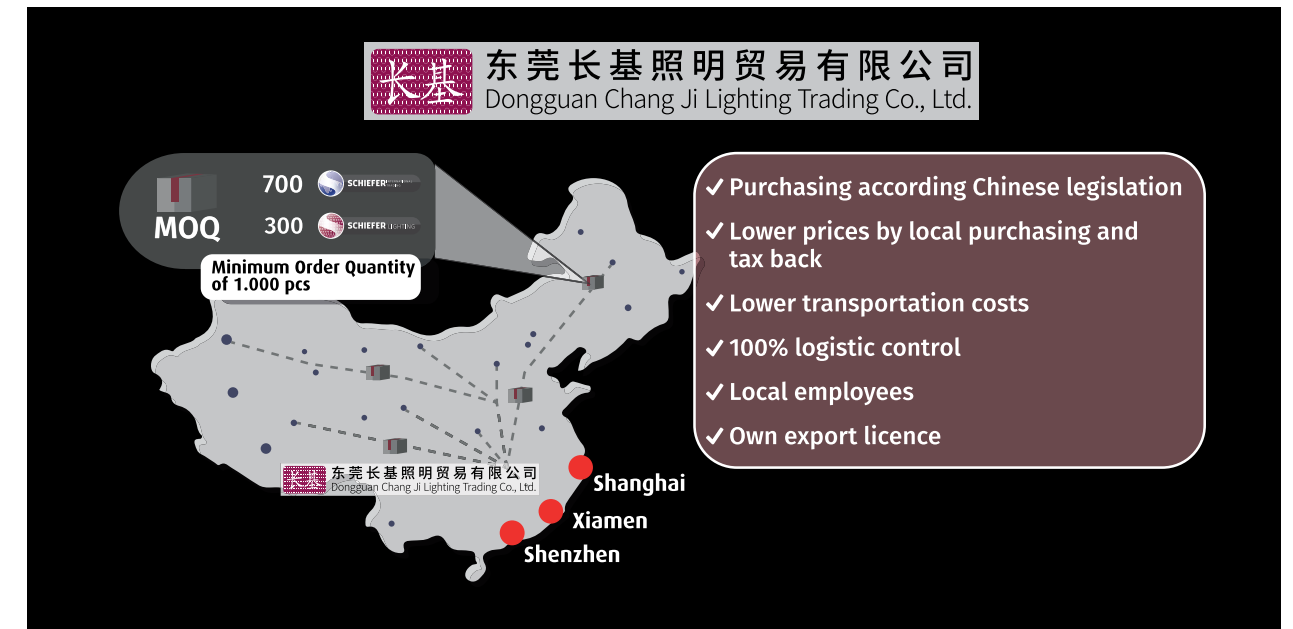 长基
东莞长基照明贸易有限公司
Dongguan Chang Ji Lighting Trading Co., Ltd.
700
SCHIEFER
MOQ
300
SCHIEFER LIGHTING
Minimum Order Quantity
of 1.000 pcs
✓ Purchasing according Chinese legislation
✓ Lower prices by local purchasing and
tax back
✓ Lower transportation costs
✓ 100% logistic control
✓ Local employees
✓ Own export licence
长基
东莞长基照明贸易有限公司
Dongguan Chang Ji Lighting Trading Co., Ltd.
Shanghai
Xiamen
Shenzhen